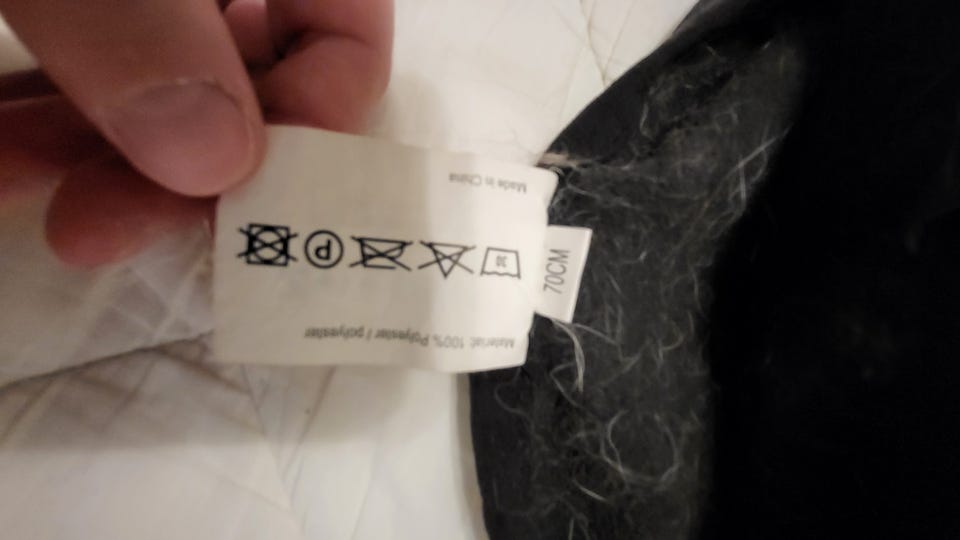 Material: 100% Polyester / polyester
30
P
Made in China
70CM